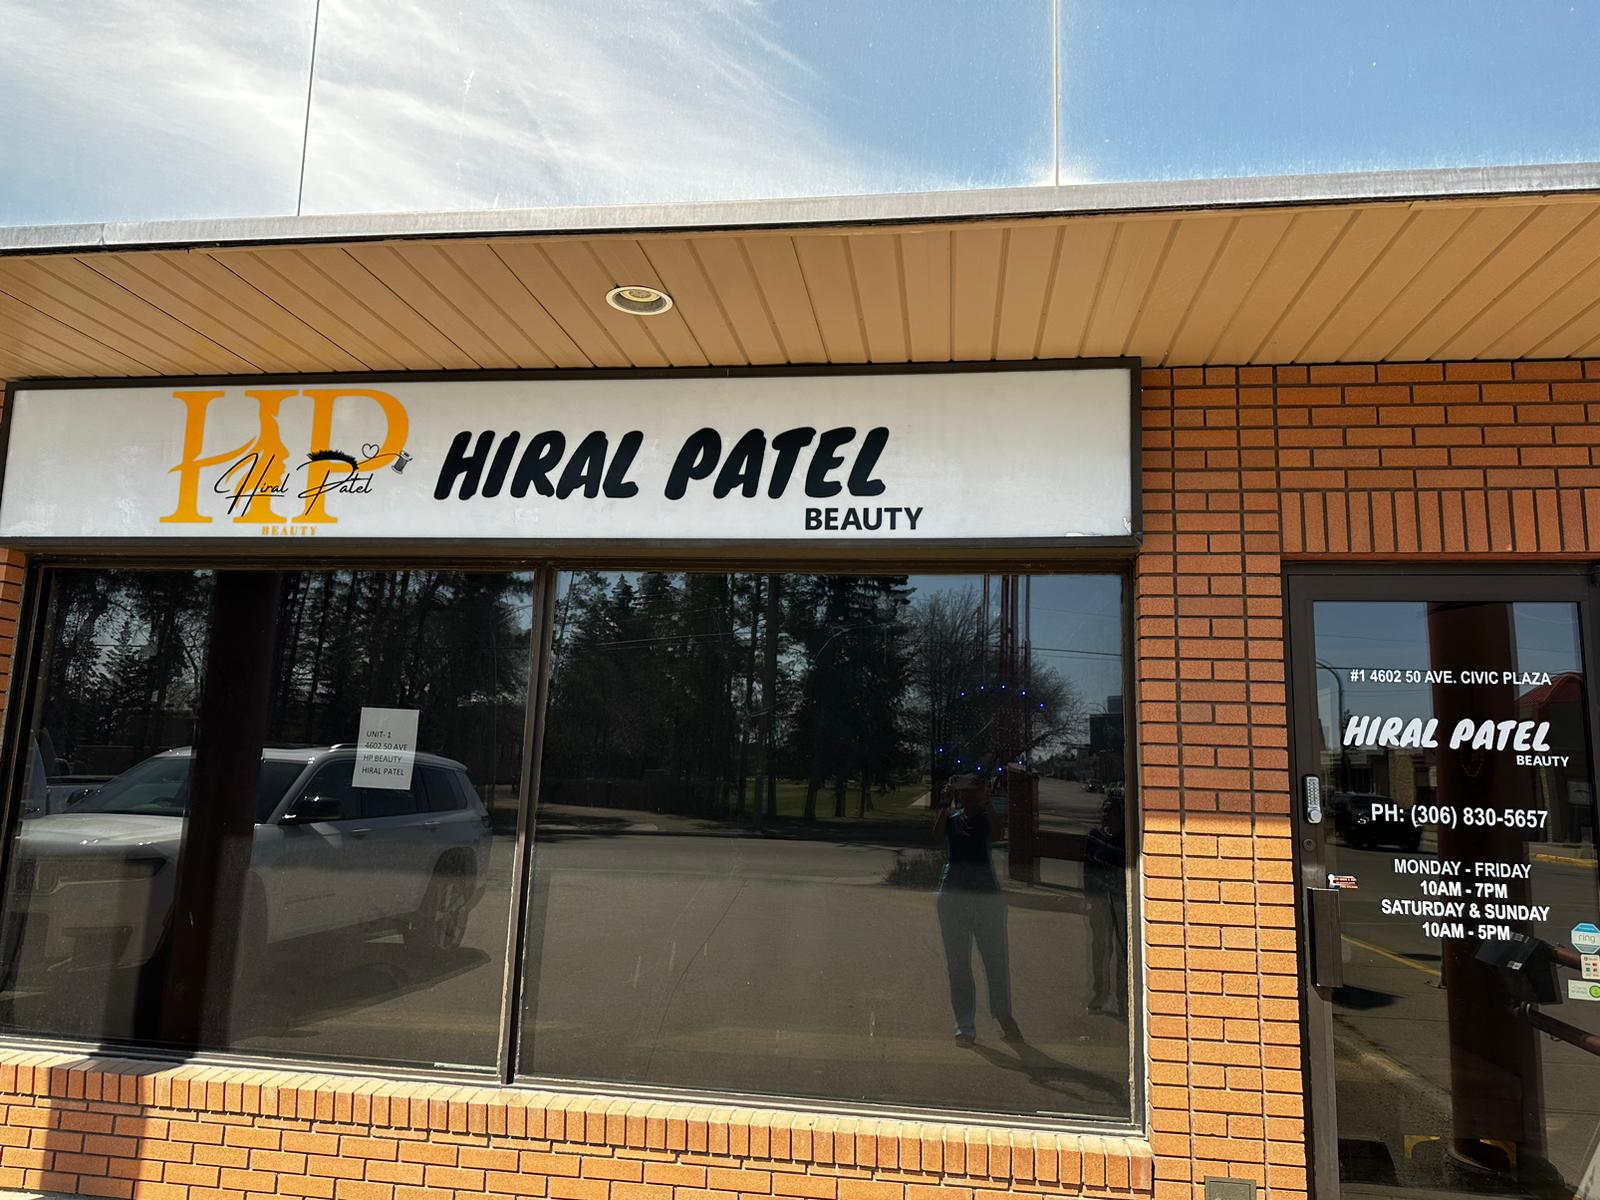 HP
Hiral Patel
BEAUTY
HIRAL PATEL
BEAUTY
UNIT- 1
4602 50 AVE
HP BEAUTY
HIRAL PATEL
#1 4602 50 AVE. CIVIC PLAZA
HIRAL PATEL
BEAUTY
PH: (306) 830-5657
MONDAY - FRIDAY
10AM - 7PM
SATURDAY & SUNDAY
10AM - 5PM
ring